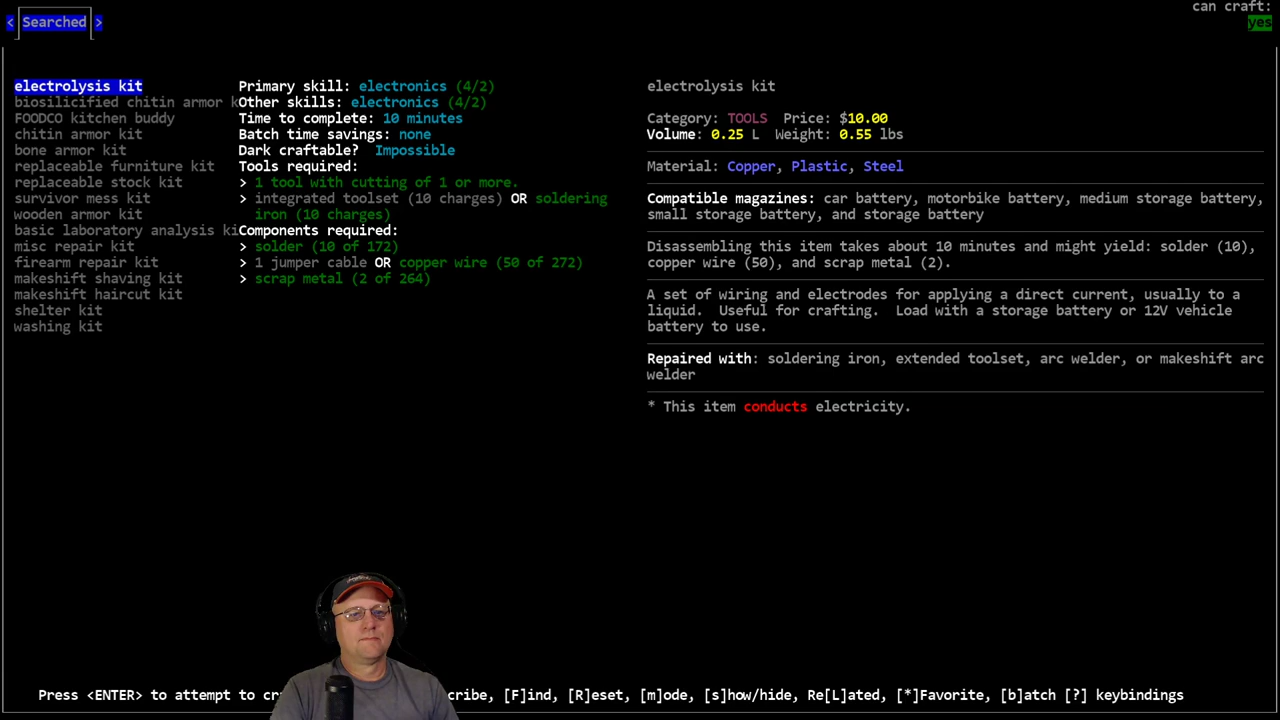 can craft:
< Searched >
yes
electrolysis kit
biosilicified chitin armor k
FOODCO kitchen buddy
chitin armor kit
bone armor kit
replaceable furniture kit
replaceable stock kit
survivor mess kit
wooden armor kit
basic laboratory analysis ki
misc repair kit
firearm repair kit
makeshift shaving kit
makeshift haircut kit
shelter kit
washing kit
Primary skill: electronics (4/2)
Other skills: electronics (4/2)
Time to complete: 10 minutes
Batch time savings: none
Dark craftable? Impossible
Tools required:
> 1 tool with cutting of 1 or more.
> integrated toolset (10 charges) OR soldering
iron (10 charges)
Components required:
> solder (10 of 172)
> 1 jumper cable OR copper wire (50 of 272)
> scrap metal (2 of 264)
electrolysis kit
Category: TOOLS Price: $10.00
Volume: 0.25 L Weight: 0.55 lbs
Material: Copper, Plastic, Steel
Compatible magazines: car battery, motorbike battery, medium storage battery,
small storage battery, and storage battery
Disassembling this item takes about 10 minutes and might yield: solder (10),
copper wire (50), and scrap metal (2).
A set of wiring and electrodes for applying a direct current, usually to a
liquid. Useful for crafting. Load with a storage battery or 12V vehicle
battery to use.
Repaired with: soldering iron, extended toolset, arc welder, or makeshift arc
welder
* This item conducts electricity.
Press <ENTER> to attempt to cr cribe, [F]ind, [R]eset, [m]ode, [s]how/hide, Re[L]ated, [*]Favorite, [b]atch [?] keybindings